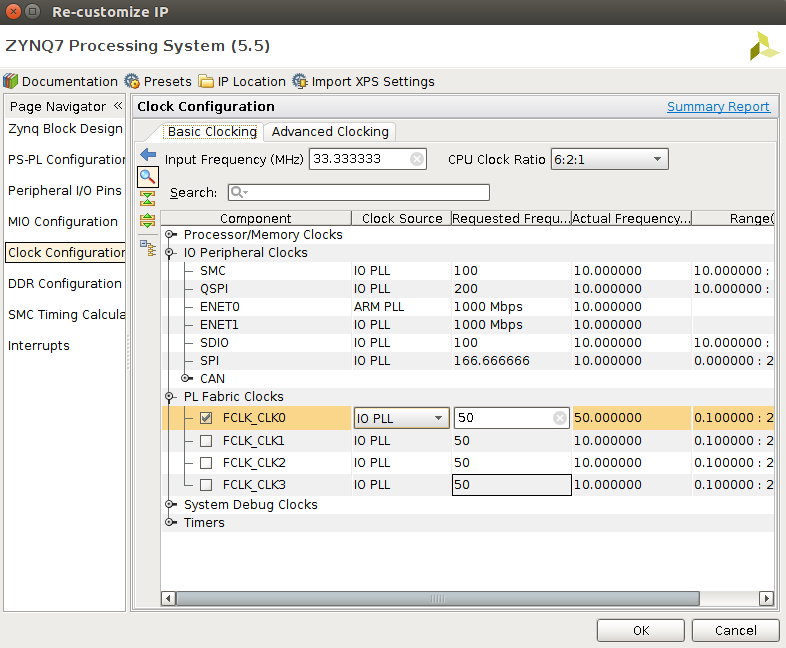 Re-customize IP
ZYNQ7 Processing System (5.5)
Documentation Presets IP Location Import XPS Settings
Page Navigator «
Zynq Block Design
PS-PL Configuration
Peripheral I/O Pins
MIO Configuration
Clock Configuration
DDR Configuration
SMC Timing Calcula
Interrupts
Clock Configuration Summary Report
Basic Clocking Advanced Clocking
Input Frequency (MHz) 33.333333 CPU Clock Ratio 6:2:1
Search:
Component Clock Source Requested Frequ... Actual Frequency... Range(
Processor/Memory Clocks
IO Peripheral Clocks
SMC IO PLL 100 10.000000 10.000000 :
QSPI IO PLL 200 10.000000 10.000000 :
ENET0 ARM PLL 1000 Mbps 10.000000
ENET1 IO PLL 1000 Mbps 10.000000
SDIO IO PLL 100 10.000000 10.000000 :
SPI IO PLL 166.666666 10.000000 0.000000 : 2
CAN
PL Fabric Clocks
FCLK_CLK0 IO PLL 50 50.000000 0.100000 : 2
FCLK_CLK1 IO PLL 50 10.000000 0.100000 : 2
FCLK_CLK2 IO PLL 50 10.000000 0.100000 : 2
FCLK_CLK3 IO PLL 50 10.000000 0.100000 : 2
System Debug Clocks
Timers
OK Cancel